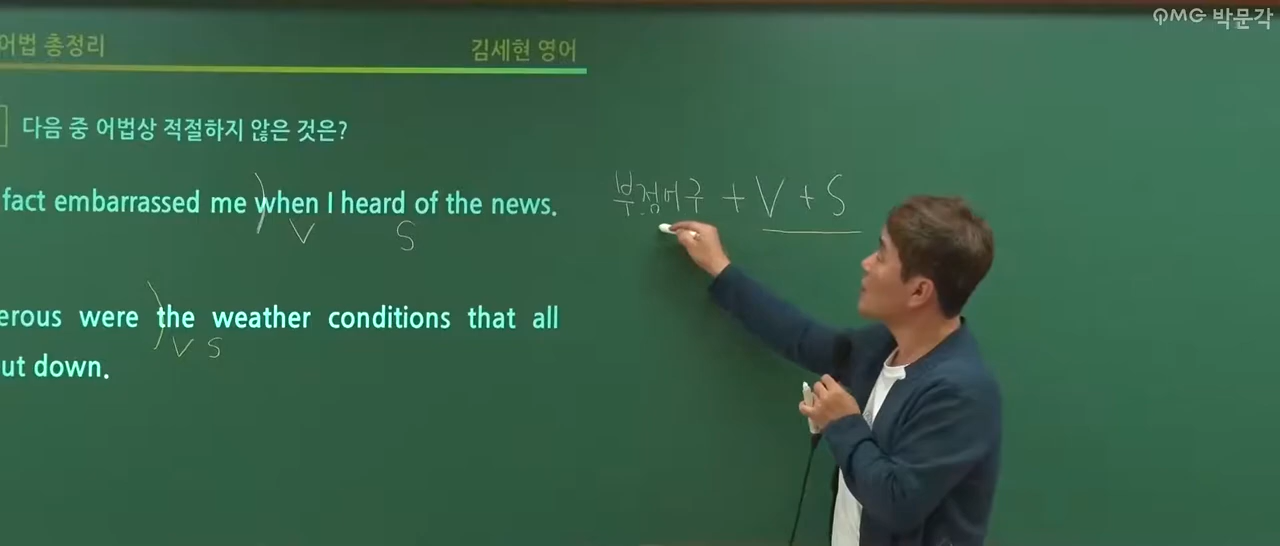 PMG 박문각
어법 총정리
김세현 영어
다음 중 어법상 적절하지 않은 것은?
fact embarrassed me when I heard of the news.
V S
부정어구 + V + S
erous were the weather conditions that all
V S
ut down.